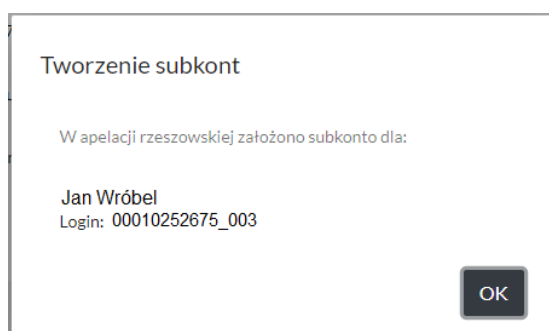 Tworzenie subkont
W apelacji rzeszowskiej założono subkonto dla:
Jan Wróbel
Login: 00010252675_003
OK